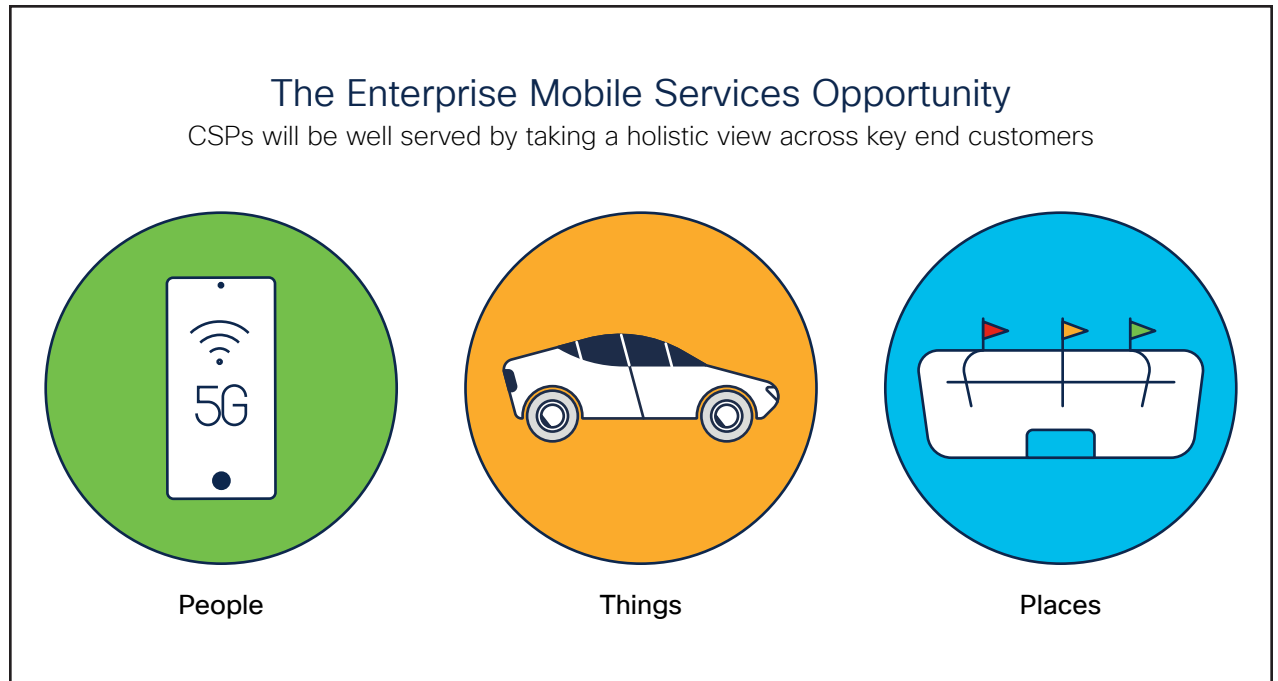 The Enterprise Mobile Services Opportunity
CSPs will be well served by taking a holistic view across key end customers
5G
People
Things
Places